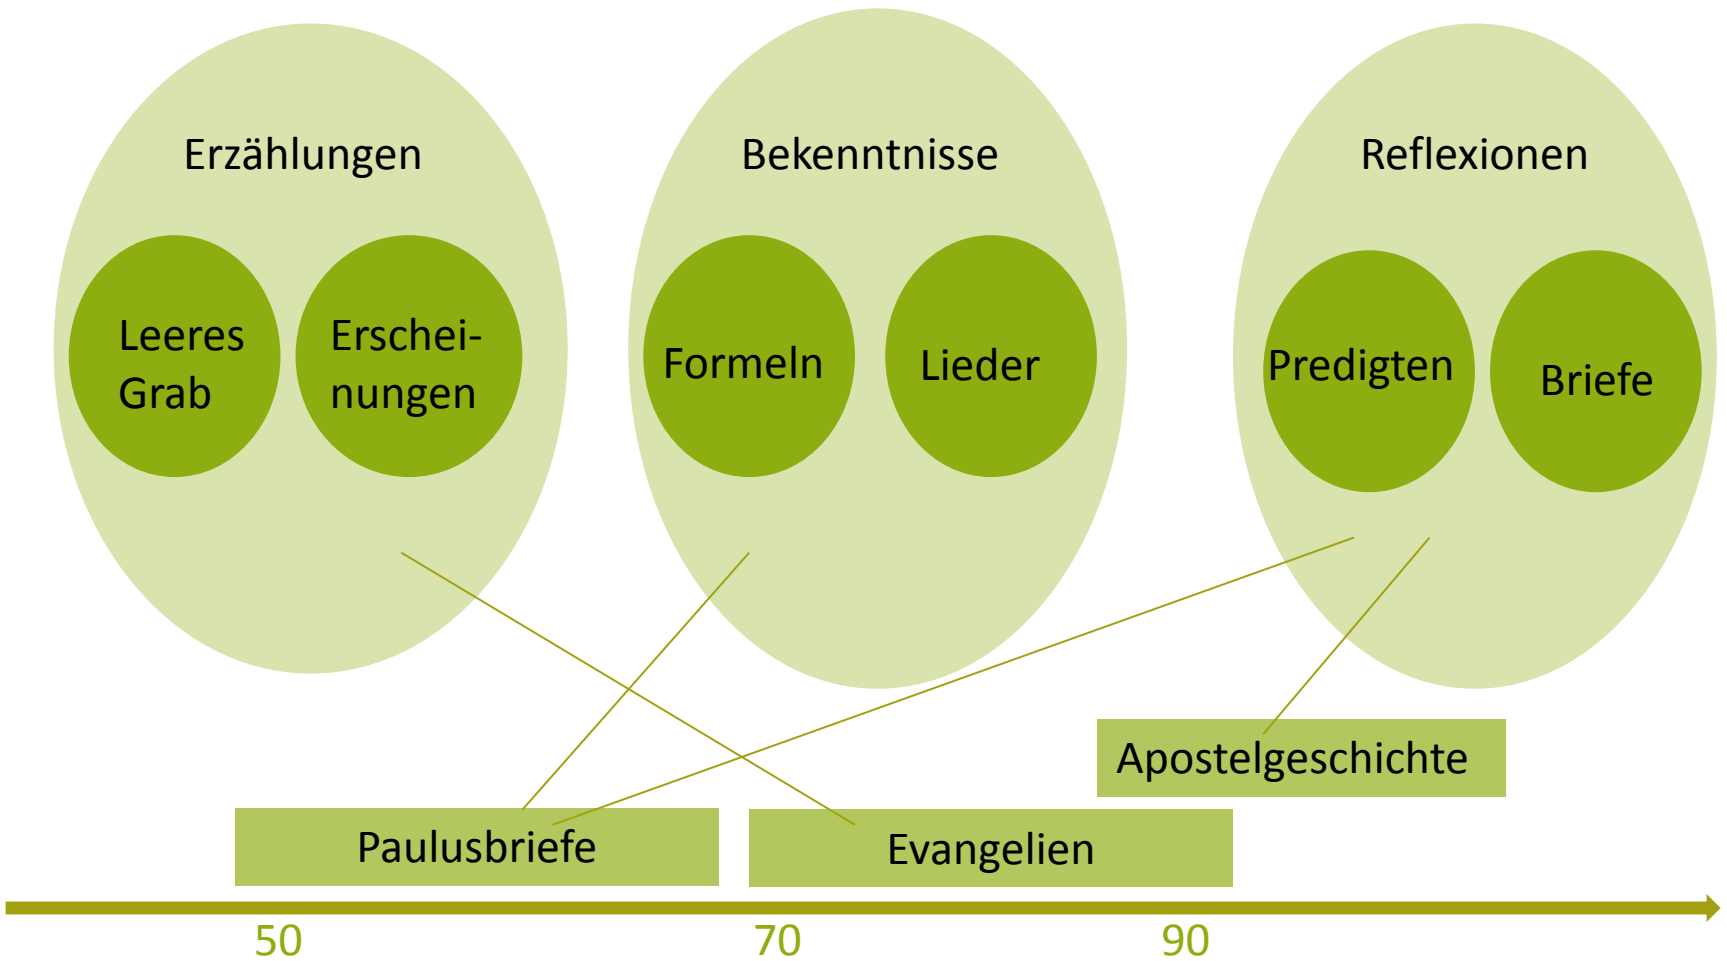 Erzählungen
Bekenntnisse
Reflexionen
Leeres
Grab
Erschei-
nungen
Formeln
Lieder
Predigten
Briefe
Apostelgeschichte
Paulusbriefe
Evangelien
50
70
90